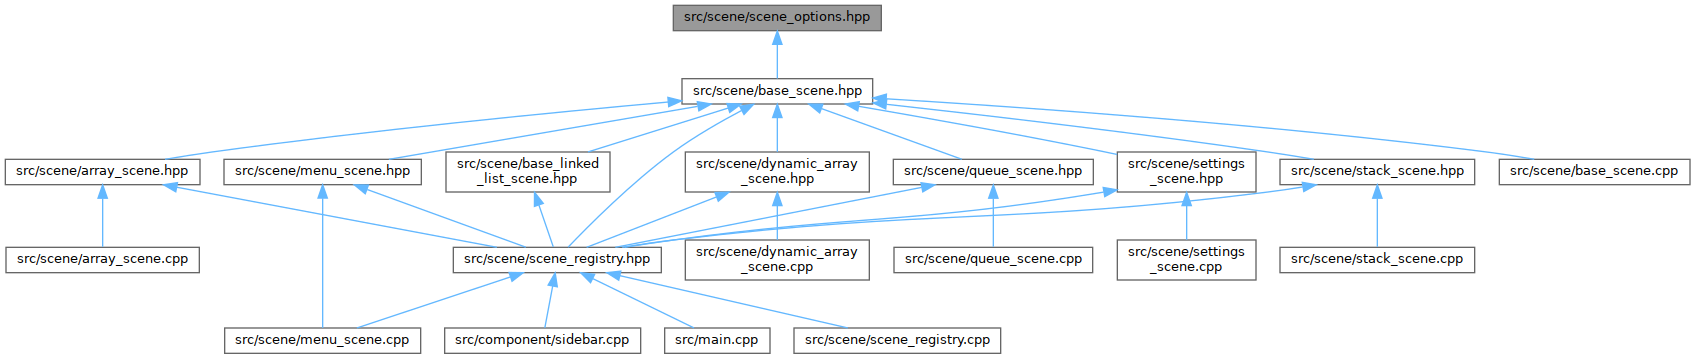 src/scene/scene_options.hpp
src/scene/base_scene.hpp
src/scene/array_scene.hpp
src/scene/menu_scene.hpp
src/scene/base_linked
_list_scene.hpp
src/scene/dynamic_array
_scene.hpp
src/scene/queue_scene.hpp
src/scene/settings
_scene.hpp
src/scene/stack_scene.hpp
src/scene/base_scene.cpp
src/scene/array_scene.cpp
src/scene/scene_registry.hpp
src/scene/dynamic_array
_scene.cpp
src/scene/queue_scene.cpp
src/scene/settings
_scene.cpp
src/scene/stack_scene.cpp
src/scene/menu_scene.cpp
src/component/sidebar.cpp
src/main.cpp
src/scene/scene_registry.cpp